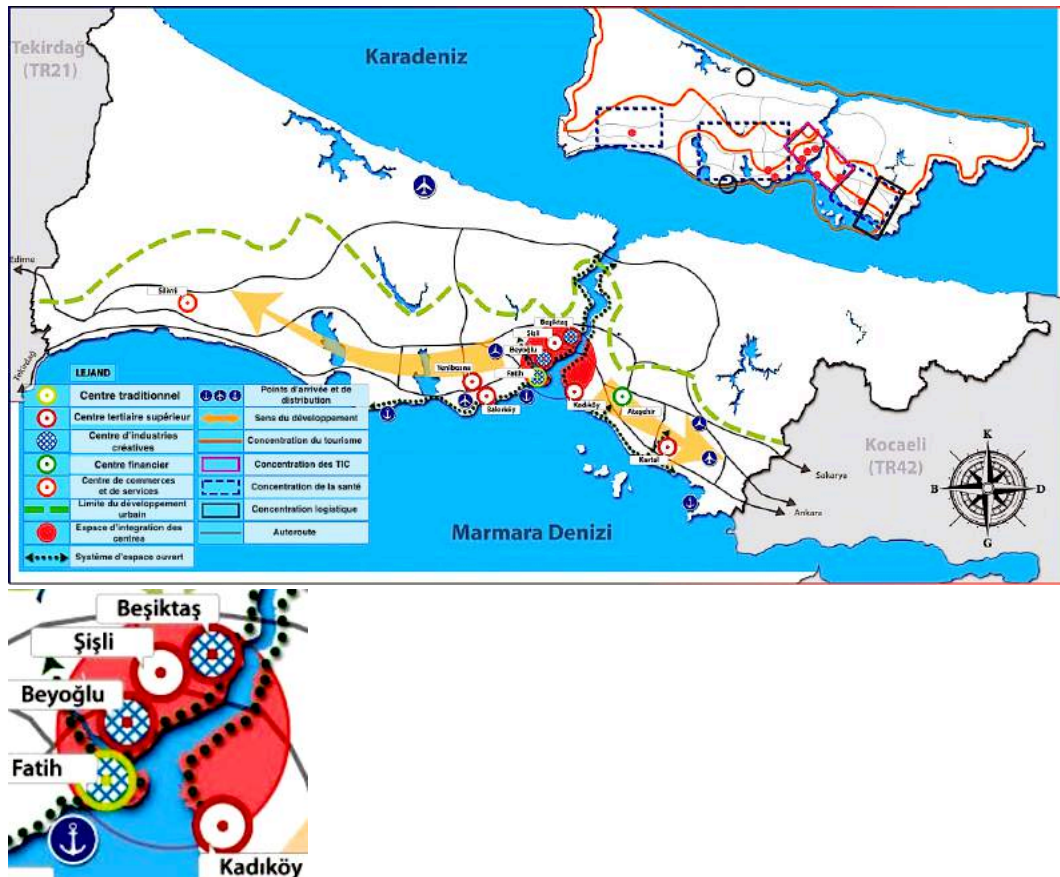 Tekirdağ
(TR21)
Karadeniz
Edirne
Silivri
Beşiktaş
Şişli
Beyoğlu
Fatih
Yenibosna
Bakırköy
Kadıköy
Ataşehir
Kartal
Tekirdağ
Sakarya
Ankara
Kocaeli
(TR42)
K
B
D
G
Marmara Denizi
LEJAND
Centre traditionnel
Centre tertiaire supérieur
Centre d'industries
créatives
Centre financier
Centre de commerces
et de services
Limite du développement
urbain
Espace d'integration des
centres
Système d'espace ouvert
Points d'arrivée et de
distribution
Sens du développement
Concentration du tourisme
Concentration des TIC
Concentration de la santé
Concentration logistique
Autoroute
Beşiktaş
Şişli
Beyoğlu
Fatih
Kadıköy